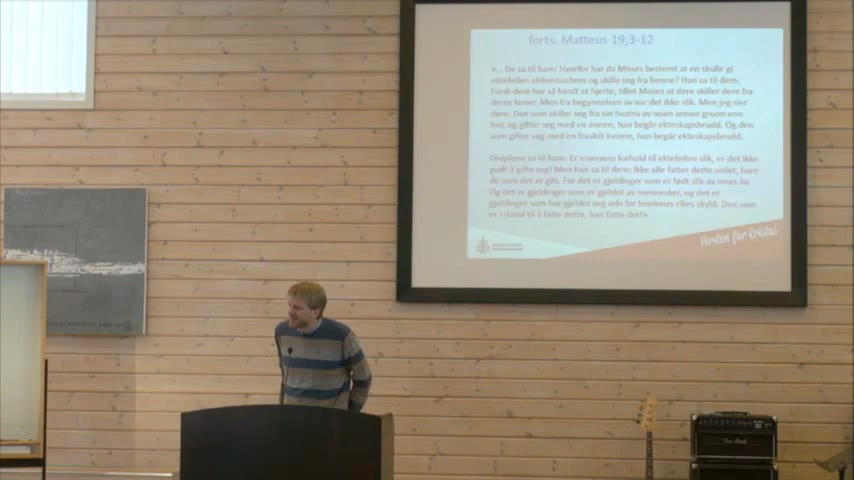 forts. Matteus 19,3-12
«... De sa til ham: Hvorfor har da Moses bestemt at en skulle gi
ektefellen skilsmissebrev og skille seg fra henne? Han sa til dem:
Fordi dere har så hardt et hjerte, tillot Moses at dere skiller dere fra
deres koner. Men fra begynnelsen av var det ikke slik. Men jeg sier
dere: Den som skiller seg fra sin hustru av noen annen grunn enn
hor, og gifter seg med en annen, han begår ekteskapsbrudd. Og den
som gifter seg med en fraskilt kvinne, han begår ekteskapsbrudd.
Disiplene sa til ham: Er mannens forhold til ektefellen slik, er det ikke
godt å gifte seg! Men han sa til dem: Ikke alle fatter dette ordet, bare
de som det er gitt. For det er gjeldinger som er født slik av mors liv.
Og det er gjeldinger som er gjeldet av mennesker, og det er
gjeldinger som har gjeldet seg selv for himlenes rikes skyld. Den som
er i stand til å fatte dette, han fatte det!»
Verden for Kristus